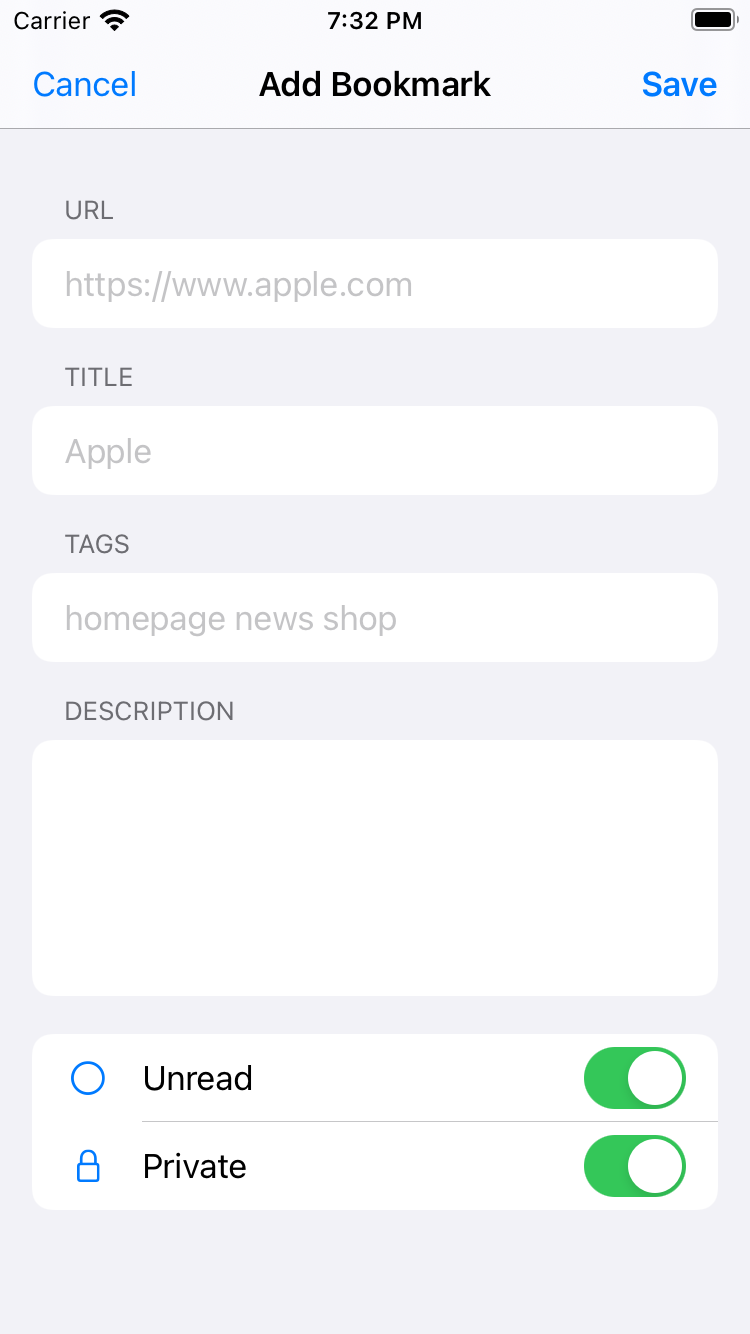 Carrier 7:32 PM
Cancel Add Bookmark Save
URL
https://www.apple.com
TITLE
Apple
TAGS
homepage news shop
DESCRIPTION
Unread
Private